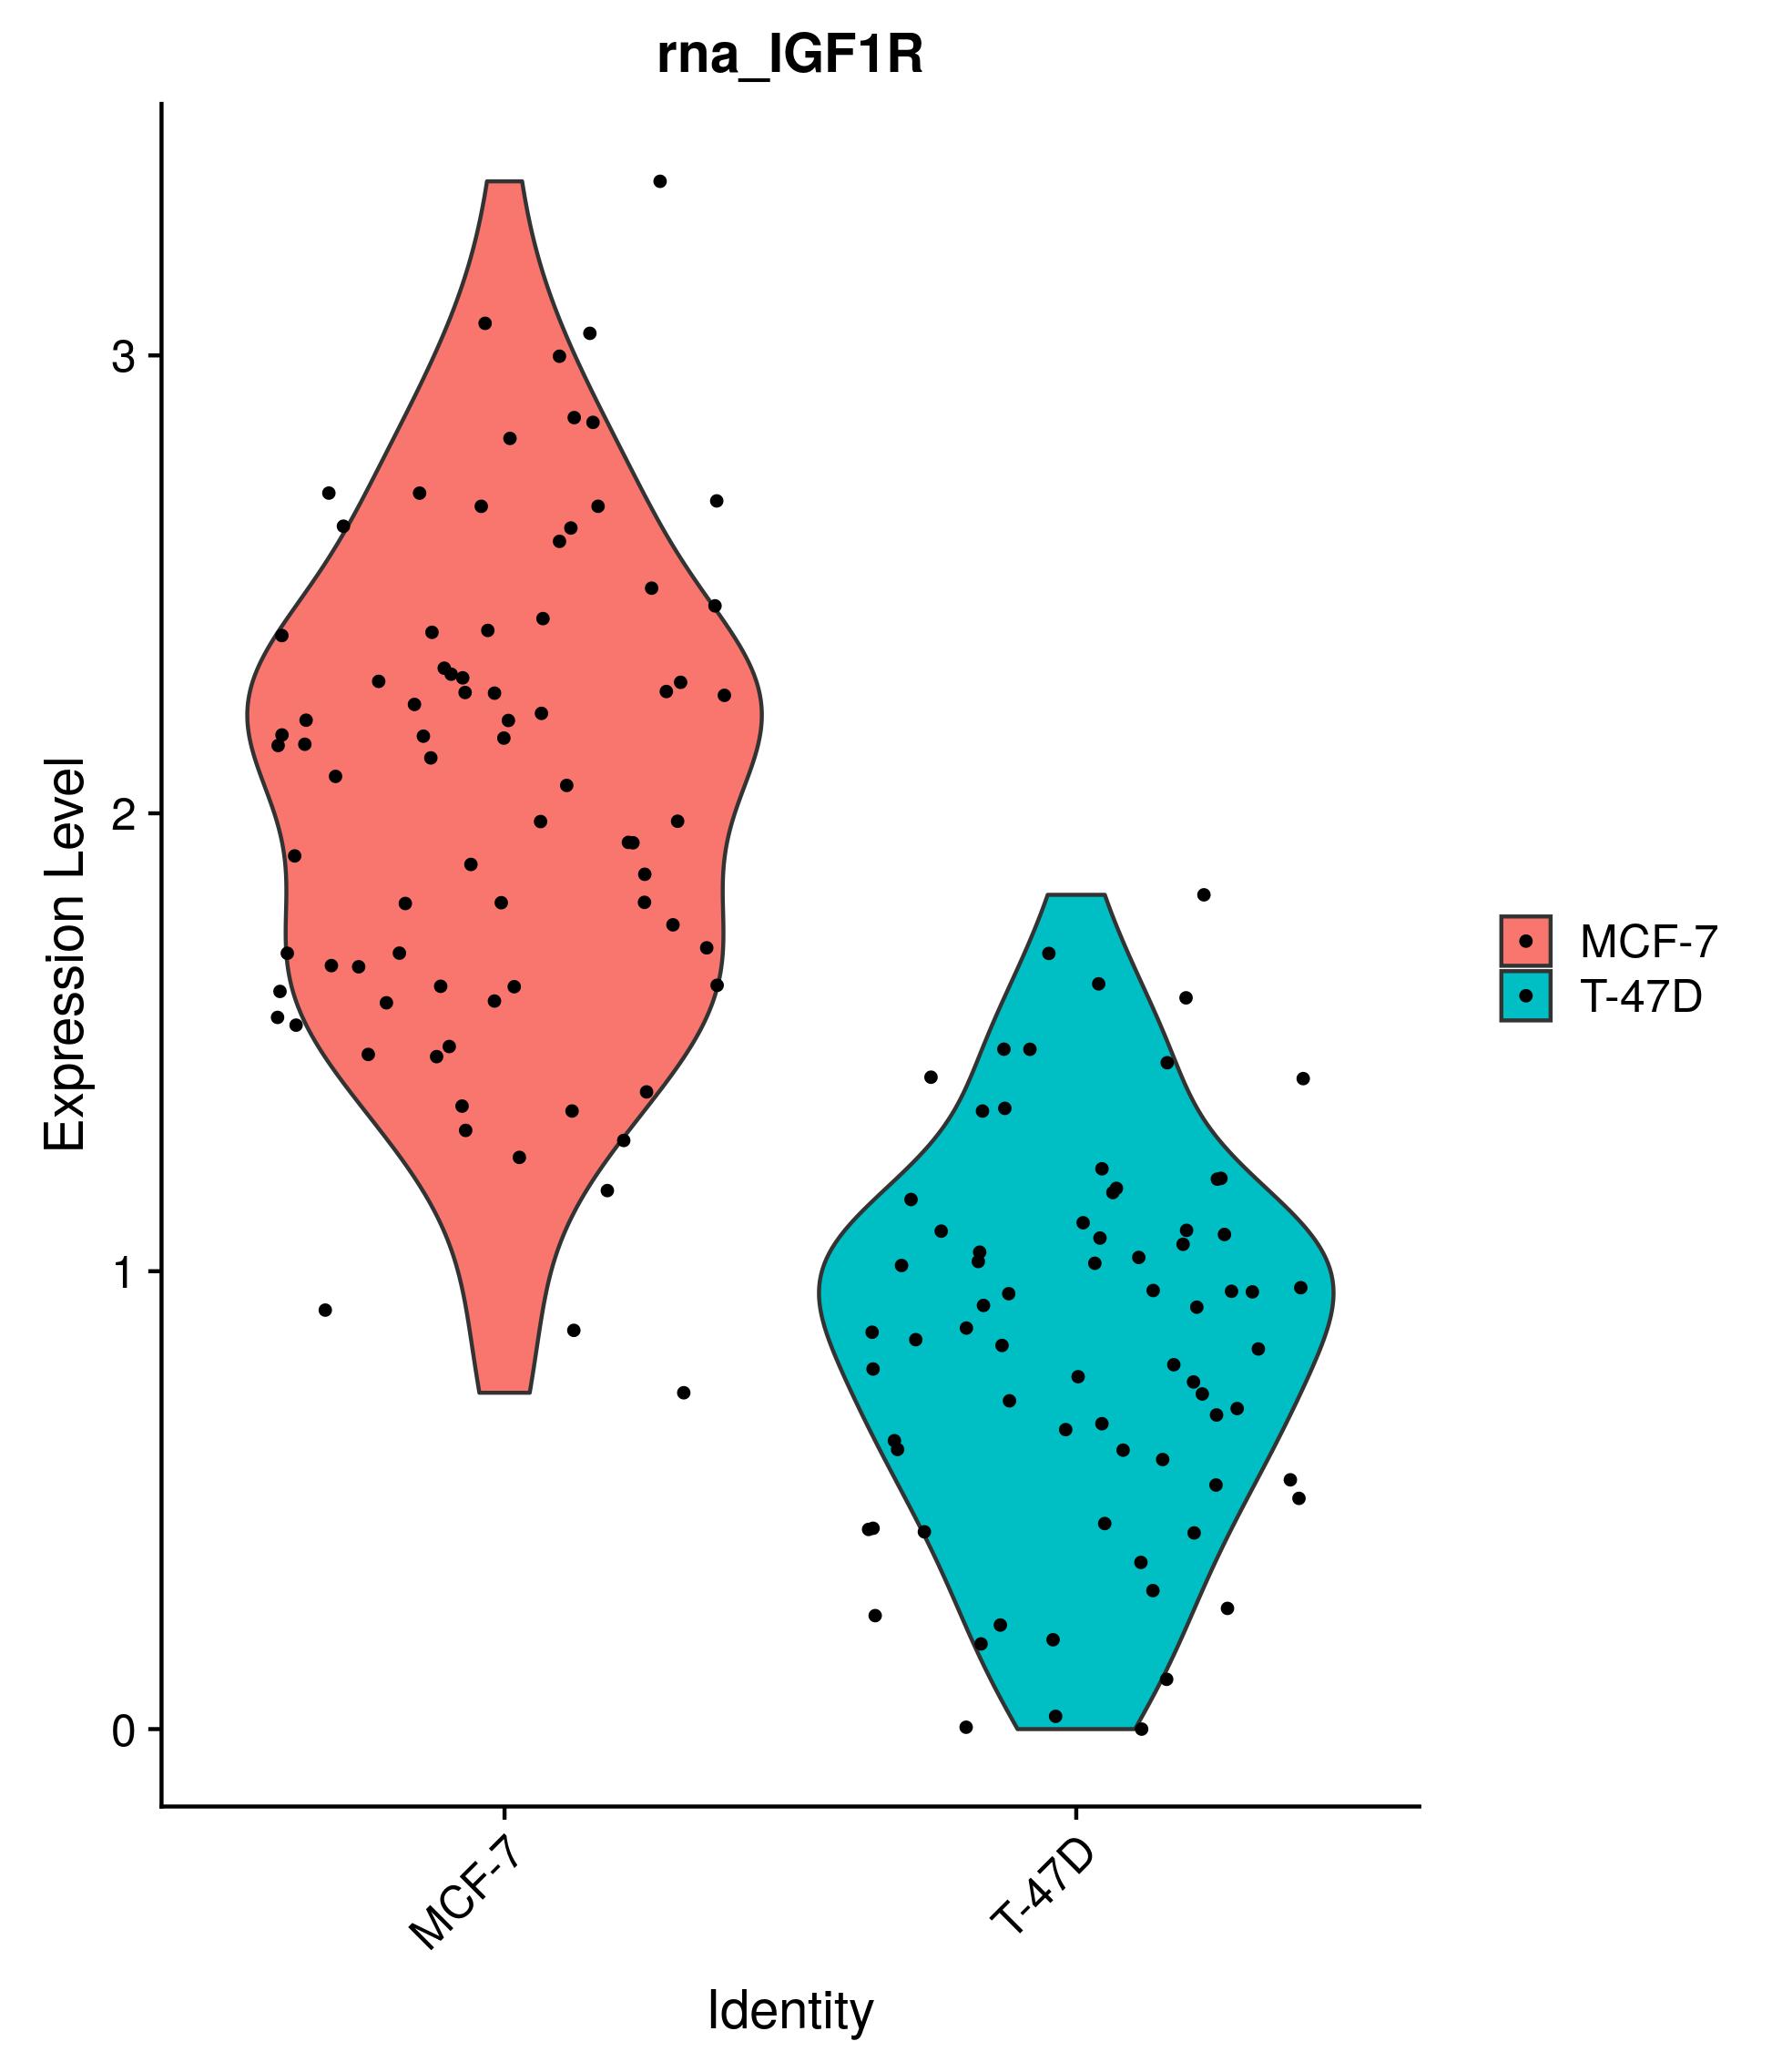 rna_IGF1R
Expression Level
3
2
1
0
MCF-7
T-47D
Identity
MCF-7
T-47D